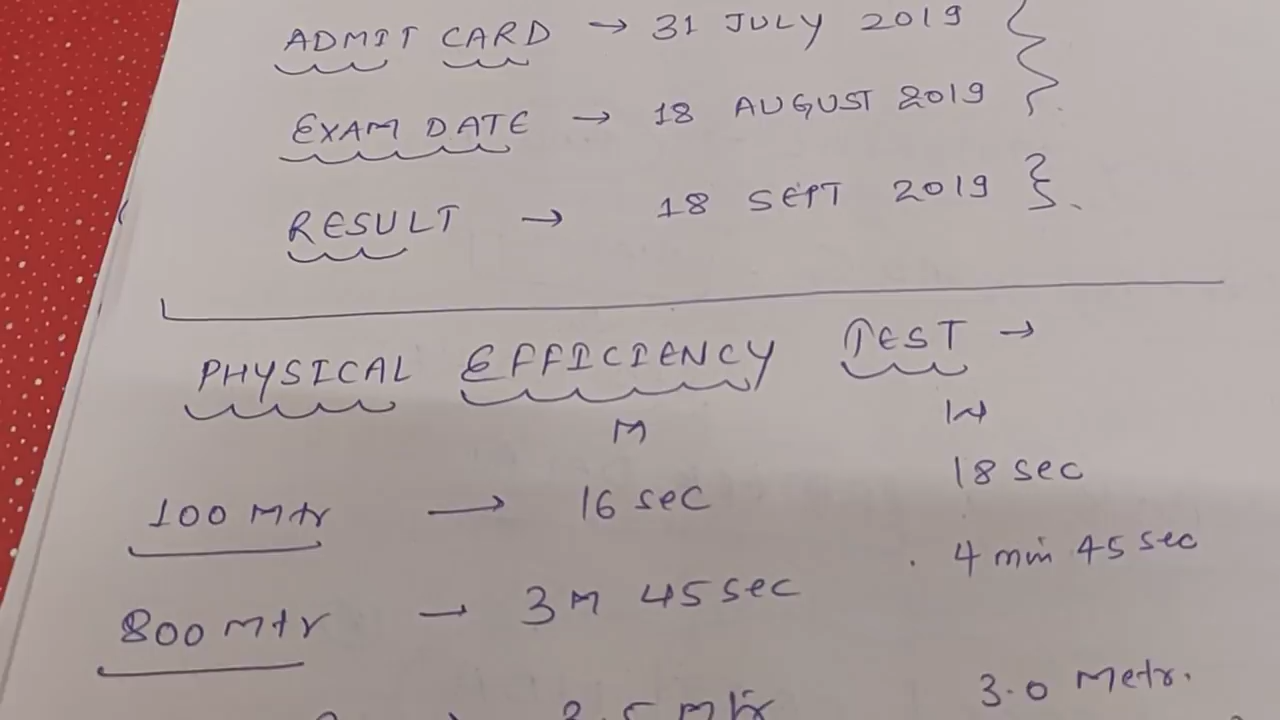 ADMIT CARD → 31 JULY 2019
EXAM DATE → 18 AUGUST 2019
RESULT → 18 SEPT 2019
PHYSICAL EFFICIENCY TEST →
M W
100 Mtr → 16 sec 18 sec
800 Mtr → 3 M 45 sec 4 min 45 sec
3.0 Metr.